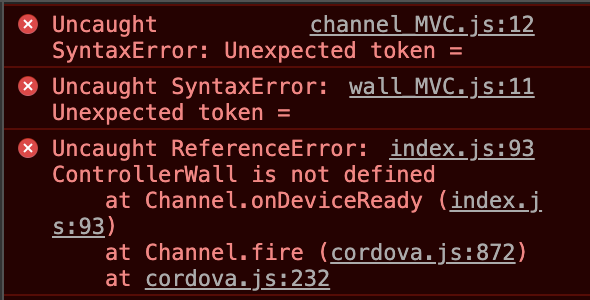 Uncaught channel_MVC.js:12
SyntaxError: Unexpected token =
Uncaught SyntaxError: wall_MVC.js:11
Unexpected token =
Uncaught ReferenceError: index.js:93
ControllerWall is not defined
at Channel.onDeviceReady (index.j
s:93)
at Channel.fire (cordova.js:872)
at cordova.js:232